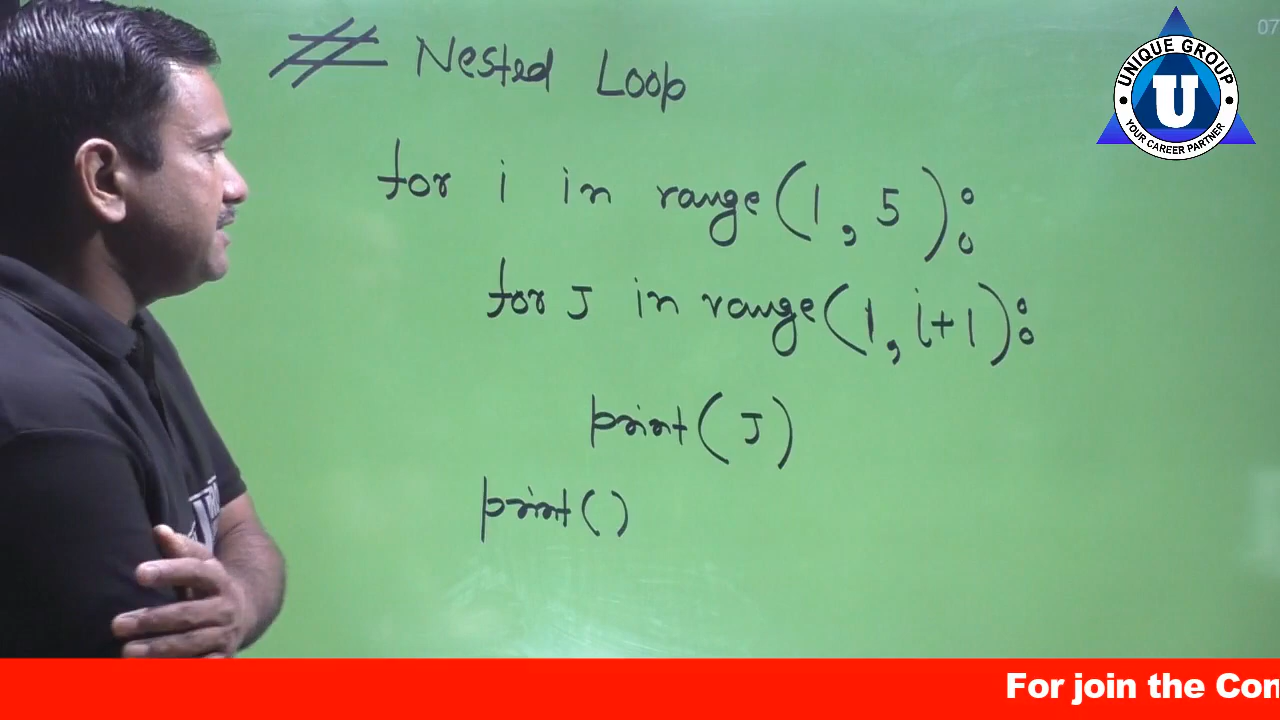 # Nested Loop
for i in range(1, 5):
for J in range(1, i+1):
print(J)
print()
07
UNIQUE GROUP
U
YOUR CAREER PARTNER
For join the